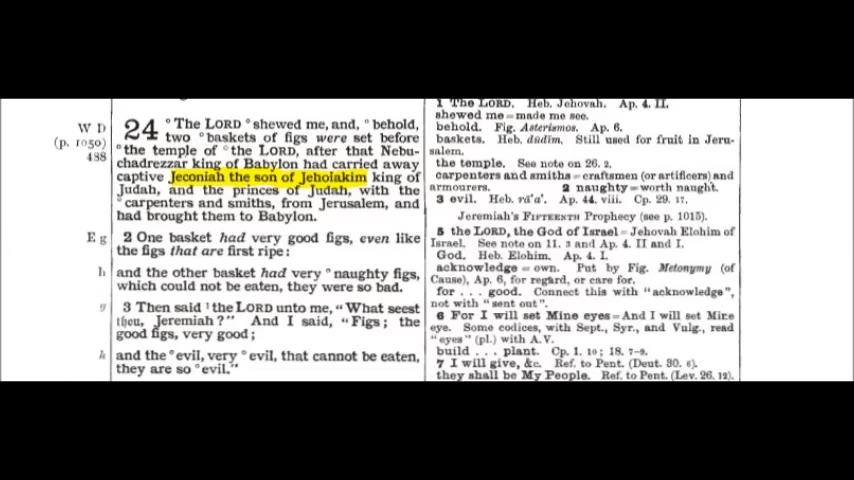 W D
(p. 1050)
488
24 °The LORD °shewed me, and, °behold,
two °baskets of figs were set before
°the temple of °the LORD, after that Nebu-
chadrezzar king of Babylon had carried away
captive Jeconiah the son of Jehoiakim king of
Judah, and the princes of Judah, with the
°carpenters and smiths, from Jerusalem, and
had brought them to Babylon.
E g 2 One basket had very good figs, even like
the figs that are first ripe:
h and the other basket had very °naughty figs,
which could not be eaten, they were so bad.
g 3 Then said ¹the LORD unto me, "What seest
thou, Jeremiah?" And I said, "Figs; the
good figs, very good;
h and the °evil, very °evil, that cannot be eaten,
they are so °evil."
1 The LORD. Heb. Jehovah. Ap. 4. II.
shewed me = made me see.
behold. Fig. Asterismos. Ap. 6.
baskets. Heb. dūdīm. Still used for fruit in Jeru-
salem.
the temple. See note on 26. 2.
carpenters and smiths = craftsmen (or artificers) and
armourers. 2 naughty = worth naught.
3 evil. Heb. rā'a'. Ap. 44. viii. Cp. 29. 17.
Jeremiah's FIFTEENTH Prophecy (see p. 1015).
5 the LORD, the God of Israel = Jehovah Elohim of
Israel. See note on 11. 3 and Ap. 4. II and I.
God. Heb. Elohim. Ap. 4. I.
acknowledge = own. Put by Fig. Metonymy (of
Cause), Ap. 6, for regard, or care for.
for . . . good. Connect this with "acknowledge",
not with "sent out".
6 For I will set Mine eyes = And I will set Mine
eye. Some codices, with Sept., Syr., and Vulg., read
"eyes" (pl.) with A.V.
build . . . plant. Cp. 1. 10; 18. 7-9.
7 I will give, &c. Ref. to Pent. (Deut. 30. 6).
they shall be My People. Ref. to Pent. (Lev. 26. 12).